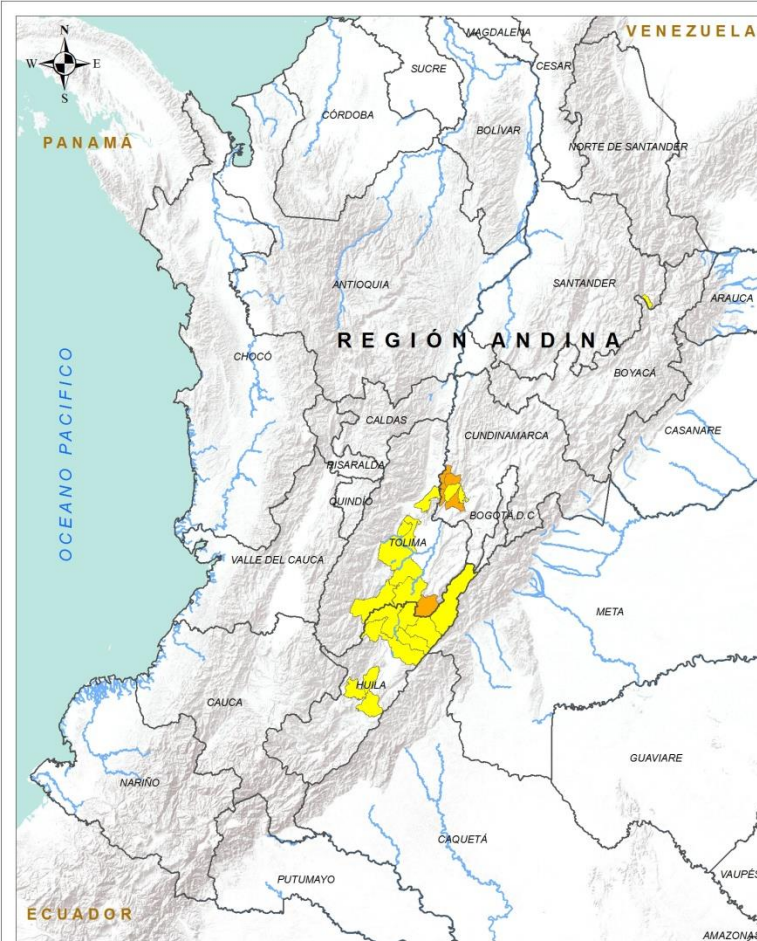 MAGDALENA
VENEZUELA
N
W E
S
SUCRE
CESAR
CÓRDOBA
BOLÍVAR
PANAMÁ
NORTE DE SANTANDER
ANTIOQUIA
SANTANDER
ARAUCA
REGIÓN ANDINA
CHOCÓ
BOYACÁ
OCEANO PACIFICO
CALDAS
CUNDINAMARCA
CASANARE
RISARALDA
QUINDÍO
BOGOTÁ, D.C
TOLIMA
VALLE DEL CAUCA
META
HUILA
CAUCA
GUAVIARE
NARIÑO
CAQUETÁ
PUTUMAYO
VAUPÉS
ECUADOR
AMAZONAS